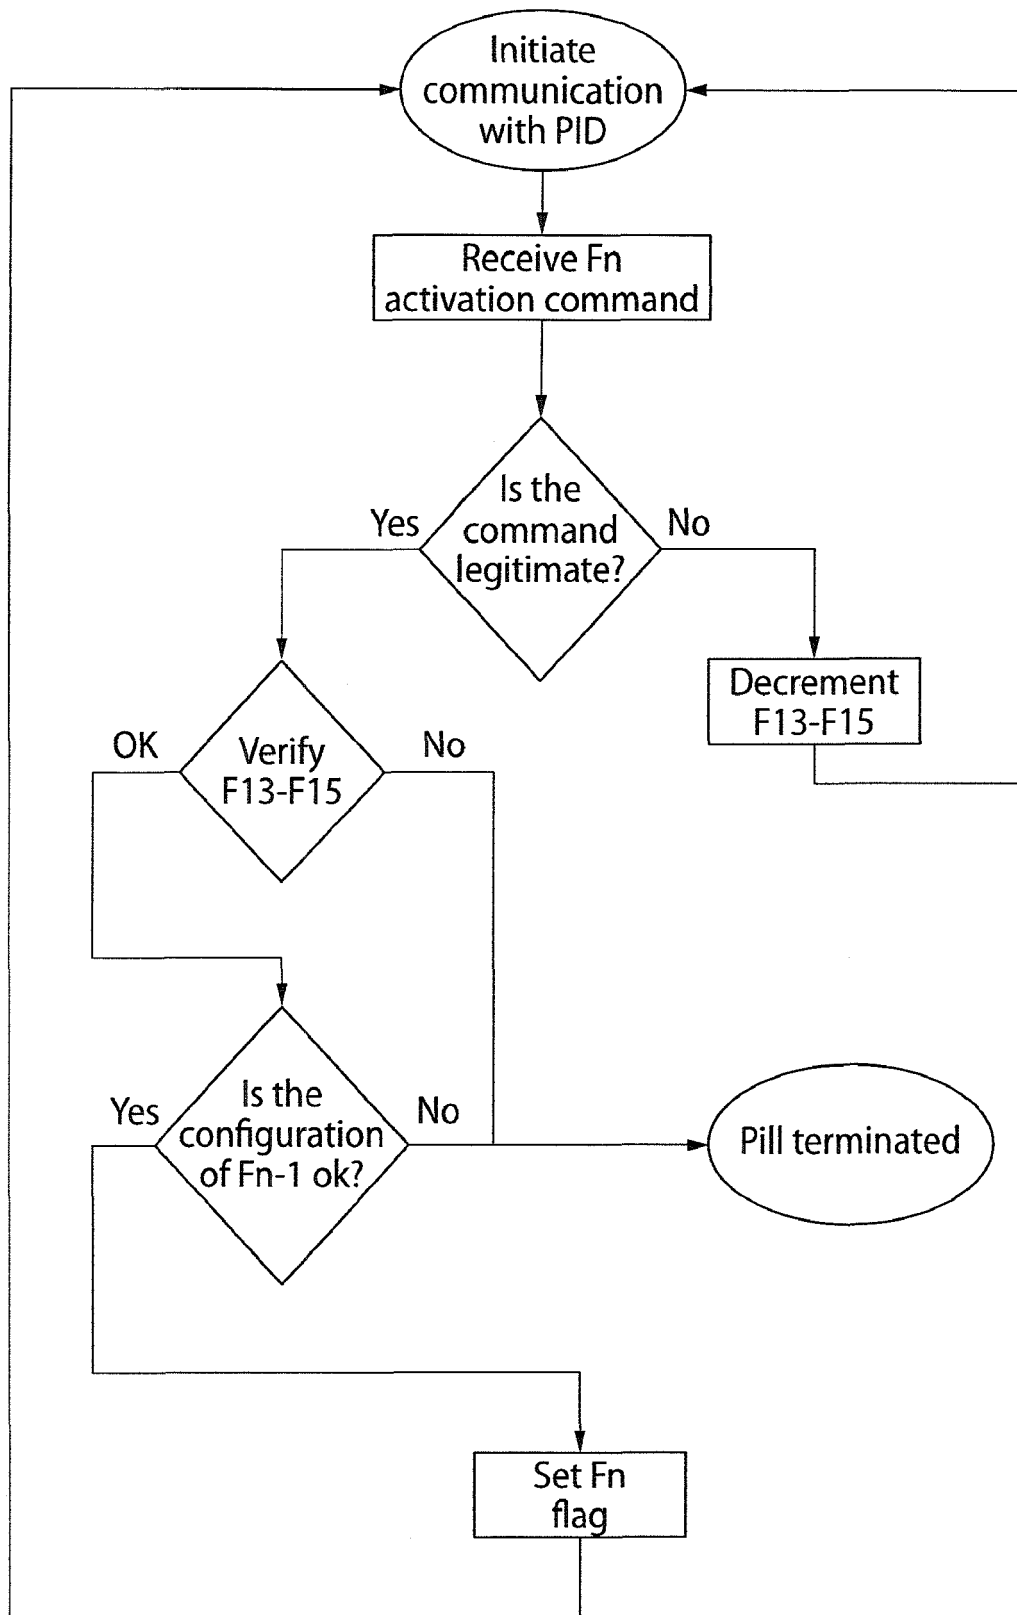 Initiate
communication
with PID
Receive Fn
activation command
Is the
command
legitimate?
Yes
No
Decrement
F13-F15
Verify
F13-F15
OK
No
Is the
configuration
of Fn-1 ok?
Yes
No
Pill terminated
Set Fn
flag